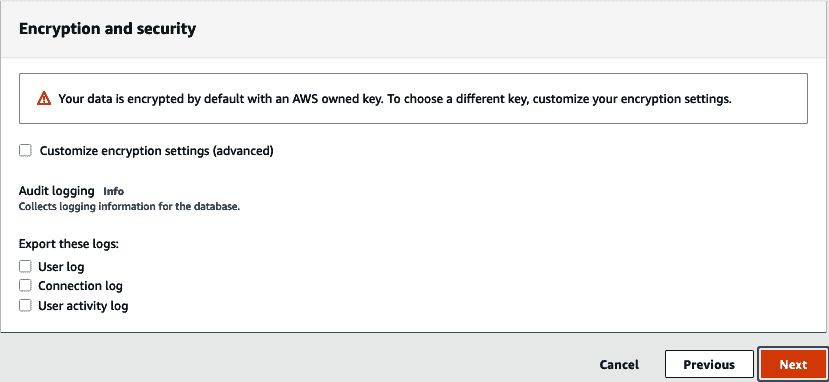 Encryption and security
Your data is encrypted by default with an AWS owned key. To choose a different key, customize your encryption settings.
Customize encryption settings (advanced)
Audit logging Info
Collects logging information for the database.
Export these logs:
User log
Connection log
User activity log
Cancel Previous Next